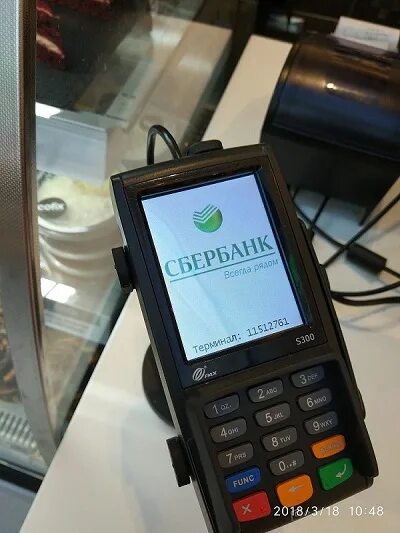 СБЕРБАНК
Всегда рядом
Терминал: 11512761
S300
PAX
1 QZ.
2 ABC
3 DEF
4 GHI
5 JKL
6 MNO
7 PRS
8 TUV
9 WXY
FUNC
0.,*#
2018/3/18 10:48